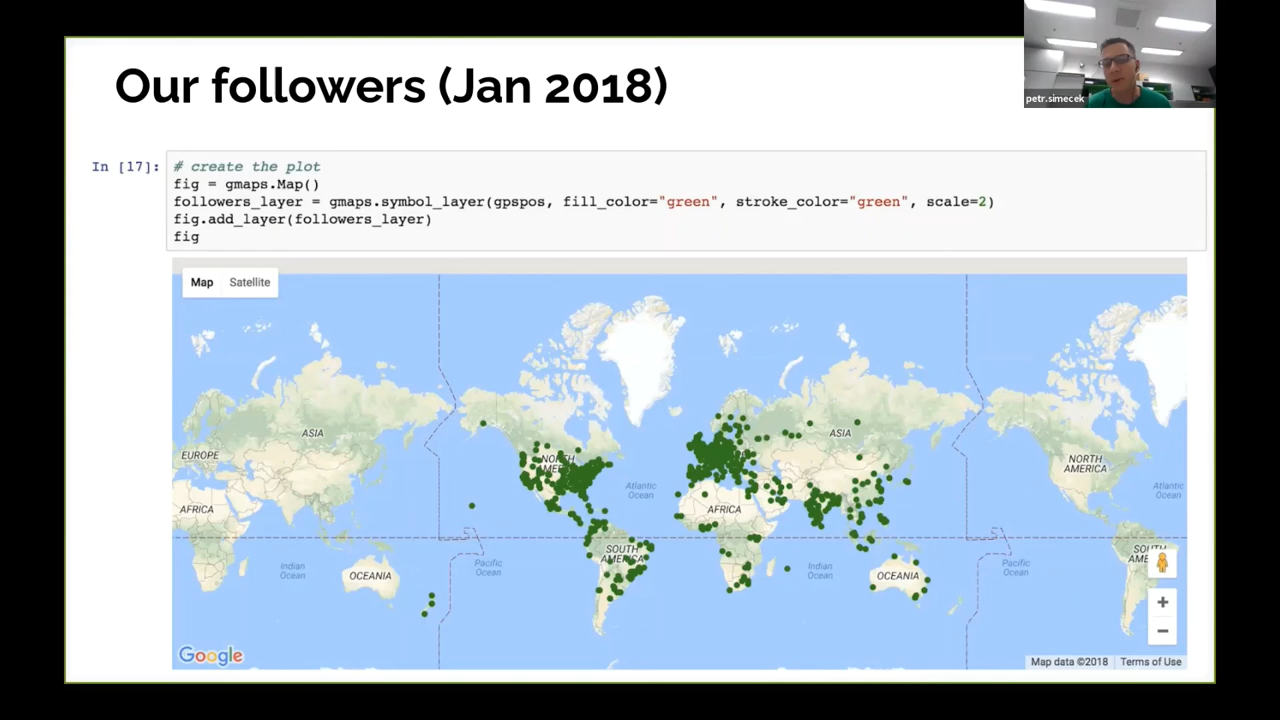 Our followers (Jan 2018)
petr.simecek
In [17]:
# create the plot
fig = gmaps.Map()
followers_layer = gmaps.symbol_layer(gpspos, fill_color="green", stroke_color="green", scale=2)
fig.add_layer(followers_layer)
fig
Map Satellite
ASIA
EUROPE
AFRICA
Indian
Ocean
OCEANIA
Pacific
Ocean
NORTH
AMERICA
Atlantic
Ocean
SOUTH
AMERICA
AFRICA
ASIA
Indian
Ocean
OCEANIA
Pacific
Ocean
NORTH
AMERICA
Atlantic
Ocean
SOUTH
AME
Google
Map data ©2018 Terms of Use